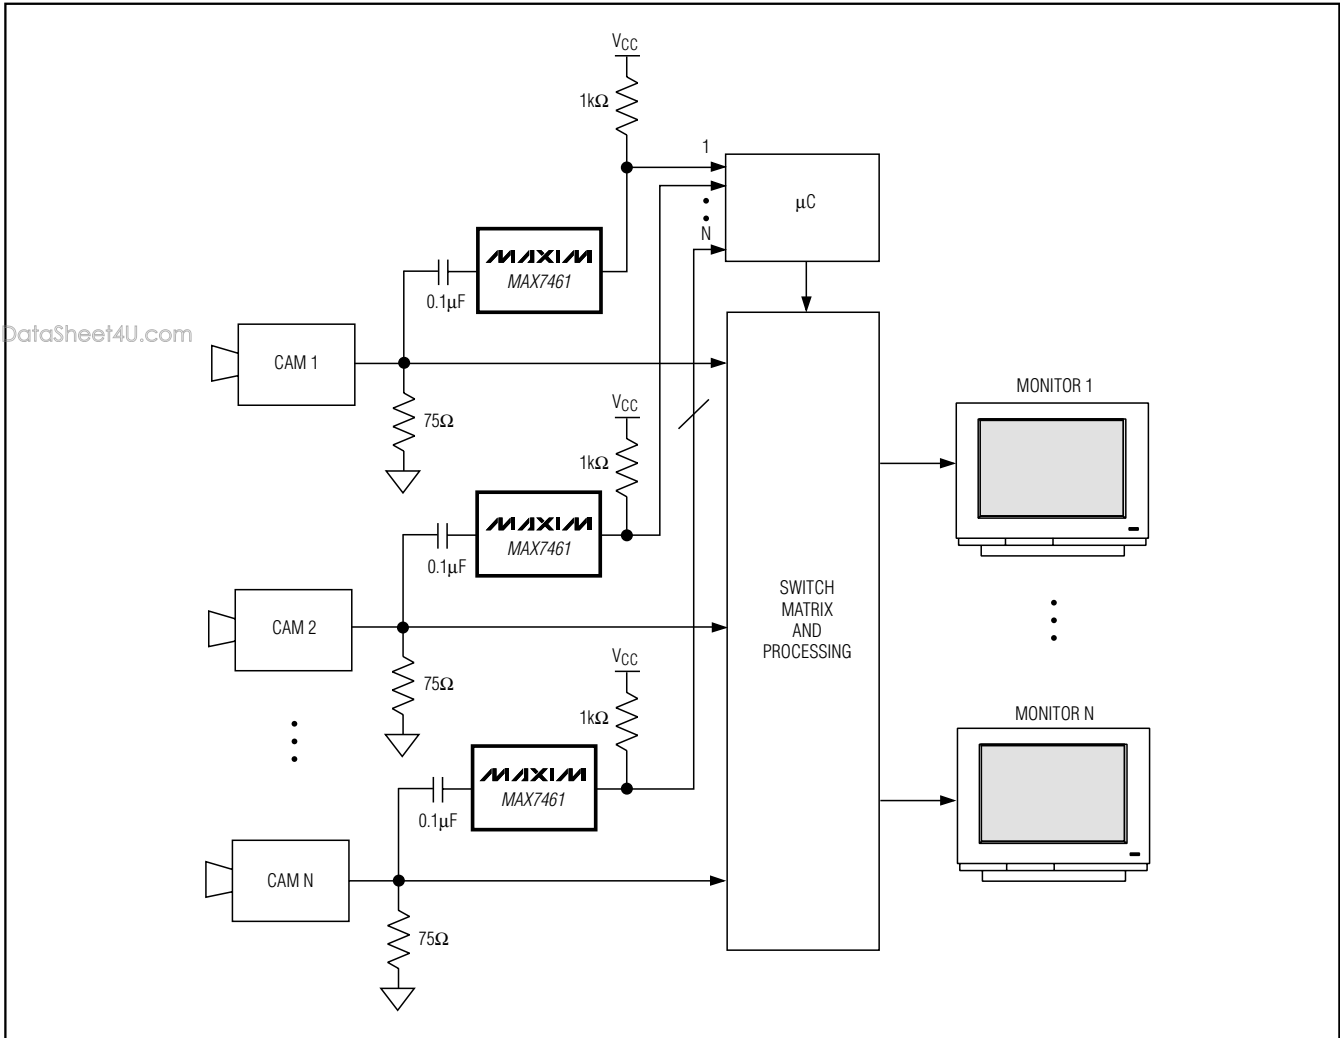 VCC
1kΩ
1
μC
N
MAXIM
MAX7461
0.1μF
DataSheet4U.com
CAM 1
75Ω
VCC
1kΩ
MONITOR 1
MAXIM
MAX7461
0.1μF
CAM 2
75Ω
SWITCH
MATRIX
AND
PROCESSING
VCC
1kΩ
MONITOR N
MAXIM
MAX7461
0.1μF
CAM N
75Ω